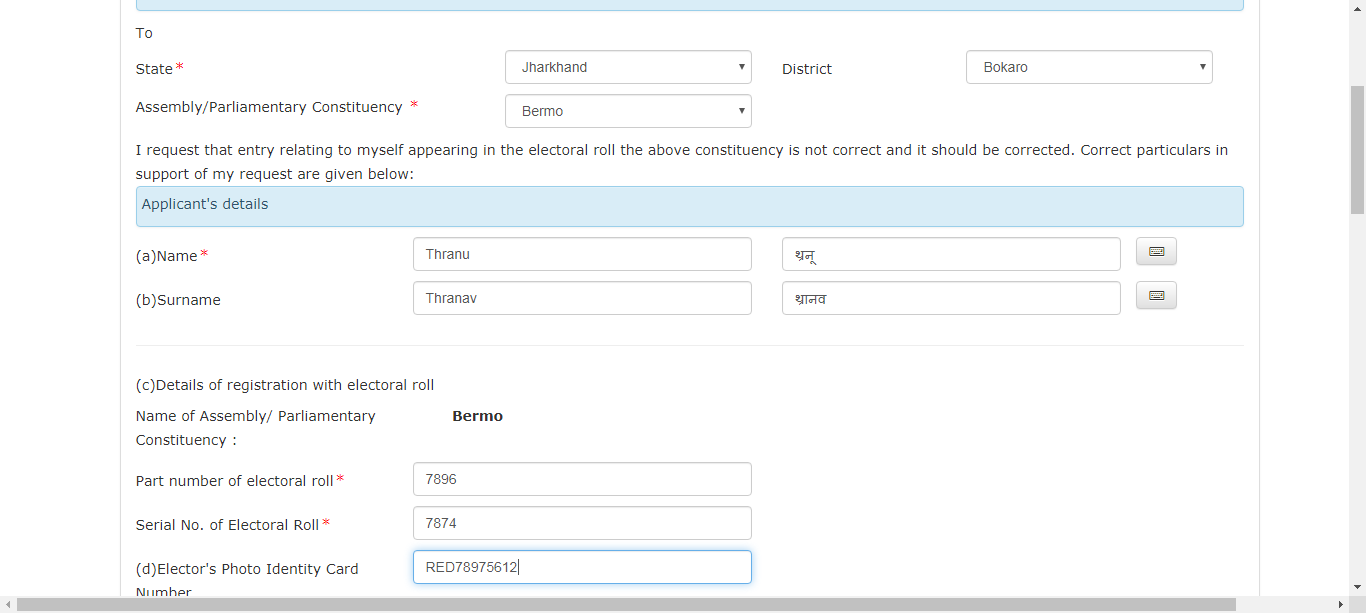 To
State* Jharkhand District Bokaro
Assembly/Parliamentary Constituency * Bermo
I request that entry relating to myself appearing in the electoral roll the above constituency is not correct and it should be corrected. Correct particulars in
support of my request are given below:
Applicant's details
(a)Name* Thranu थ्रनू
(b)Surname Thranav थ्रानव
(c)Details of registration with electoral roll
Name of Assembly/ Parliamentary Bermo
Constituency :
Part number of electoral roll* 7896
Serial No. of Electoral Roll* 7874
(d)Elector's Photo Identity Card RED78975612
Number